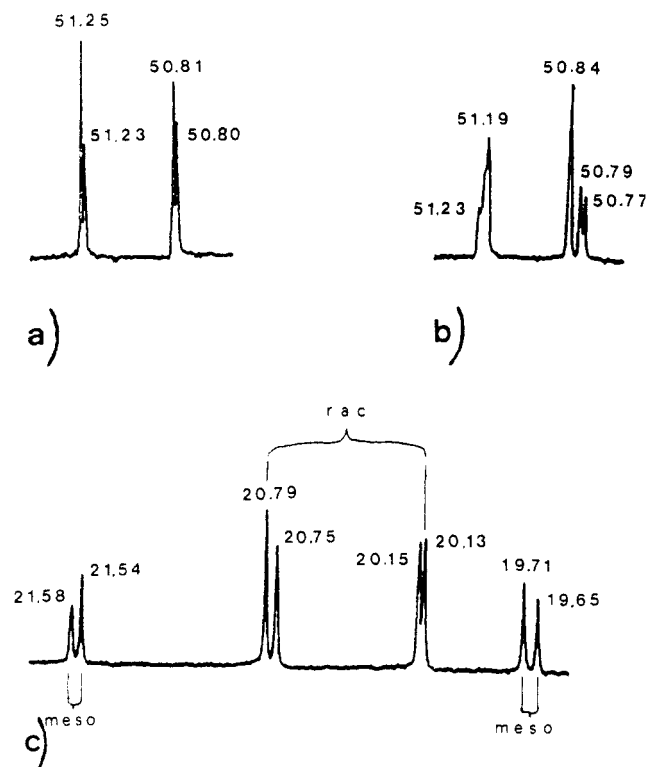 51.25
51,23
50.81
50.80
a)
51,19
51,23
50.84
50,79
50.77
b)
rac
21,58
21,54
20.79
20.75
20.15
20,13
19.71
19,65
meso
meso
c)